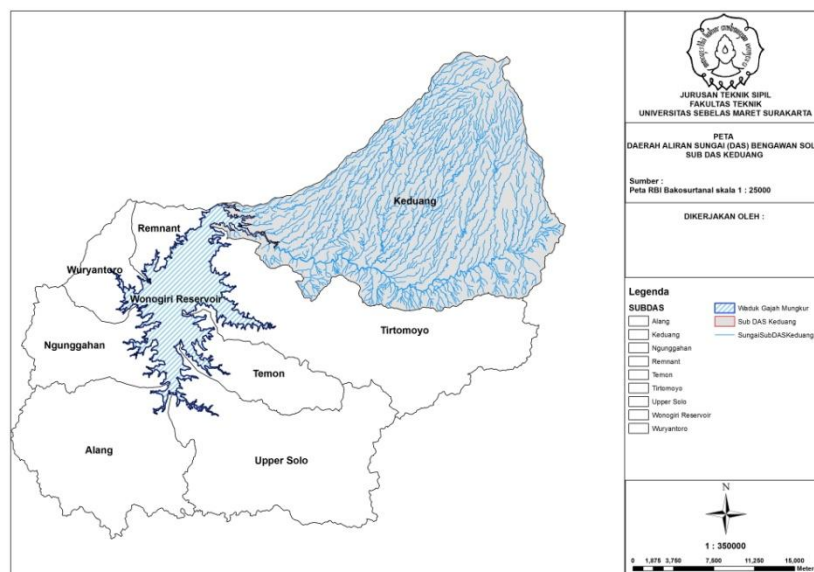 Keduang
Remnant
Wuryantoro
Wonogiri Reservoir
Tirtomoyo
Ngunggahan
Temon
Alang
Upper Solo
JURUSAN TEKNIK SIPIL
FAKULTAS TEKNIK
UNIVERSITAS SEBELAS MARET SURAKARTA
PETA
DAERAH ALIRAN SUNGAI (DAS) BENGAWAN SOL
SUB DAS KEDUANG
Sumber :
Peta RBI Bakosurtanal skala 1 : 25000
DIKERJAKAN OLEH :
Legenda
SUBDAS
Alang
Keduang
Ngunggahan
Remnant
Temon
Tirtomoyo
Upper Solo
Wonogiri Reservoir
Wuryantoro
Waduk Gajah Mungkur
Sub DAS Keduang
SungaiSubDASKeduang
N
1 : 350000
0 1,875 3,750 7,500 11,250 15,000
Meter